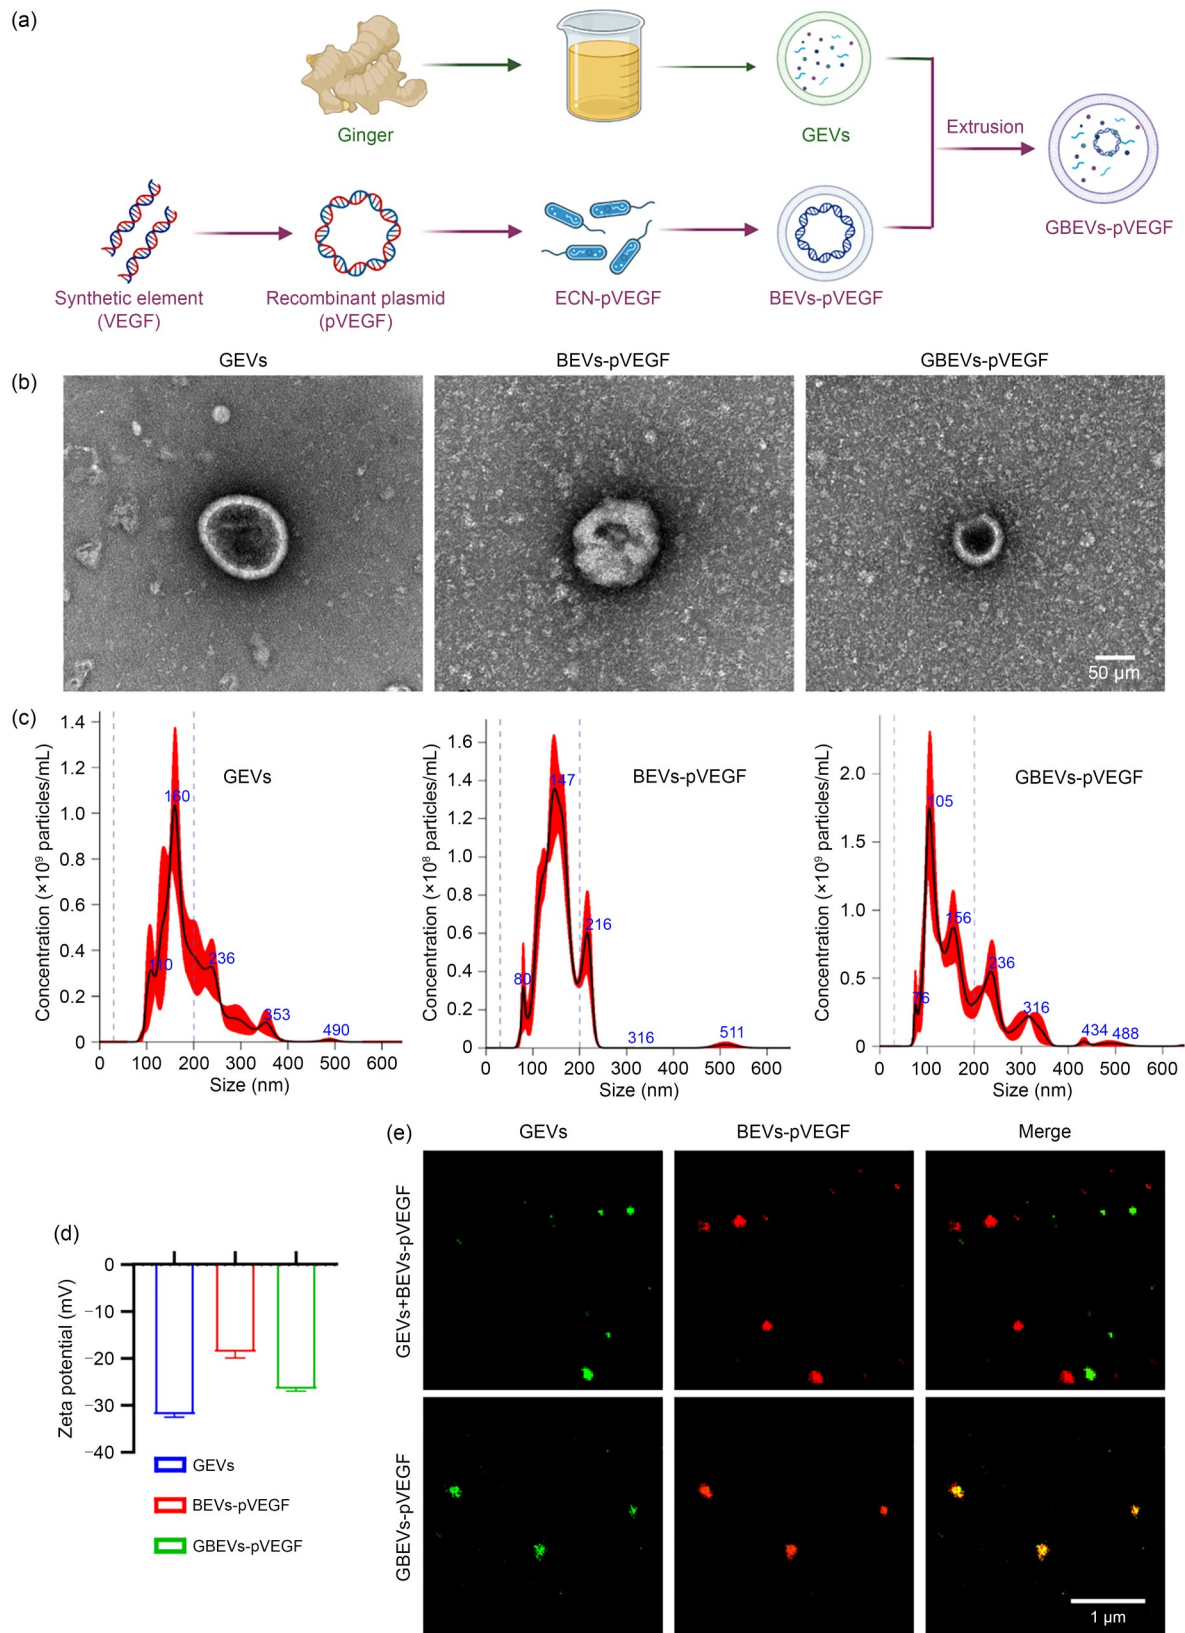 (a)
Ginger
GEVs
Extrusion
GBEVs-pVEGF
Synthetic element
(VEGF)
Recombinant plasmid
(pVEGF)
ECN-pVEGF
BEVs-pVEGF
(b)
GEVs
BEVs-pVEGF
GBEVs-pVEGF
50 μm
(c)
Concentration (×10⁹ particles/mL)
1.4
1.2
1.0
0.8
0.6
0.4
0.2
0
GEVs
160
110
236
353
490
0 100 200 300 400 500 600
Size (nm)
Concentration (×10⁸ particles/mL)
1.6
1.4
1.2
1.0
0.8
0.6
0.4
0.2
0
BEVs-pVEGF
147
216
80
316
511
0 100 200 300 400 500 600
Size (nm)
Concentration (×10⁹ particles/mL)
2.0
1.5
1.0
0.5
0
GBEVs-pVEGF
105
156
236
76
316
434
488
0 100 200 300 400 500 600
Size (nm)
(d)
Zeta potential (mV)
0
−10
−20
−30
−40
GEVs
BEVs-pVEGF
GBEVs-pVEGF
(e)
GEVs
BEVs-pVEGF
Merge
GEVs+BEVs-pVEGF
GBEVs-pVEGF
1 μm